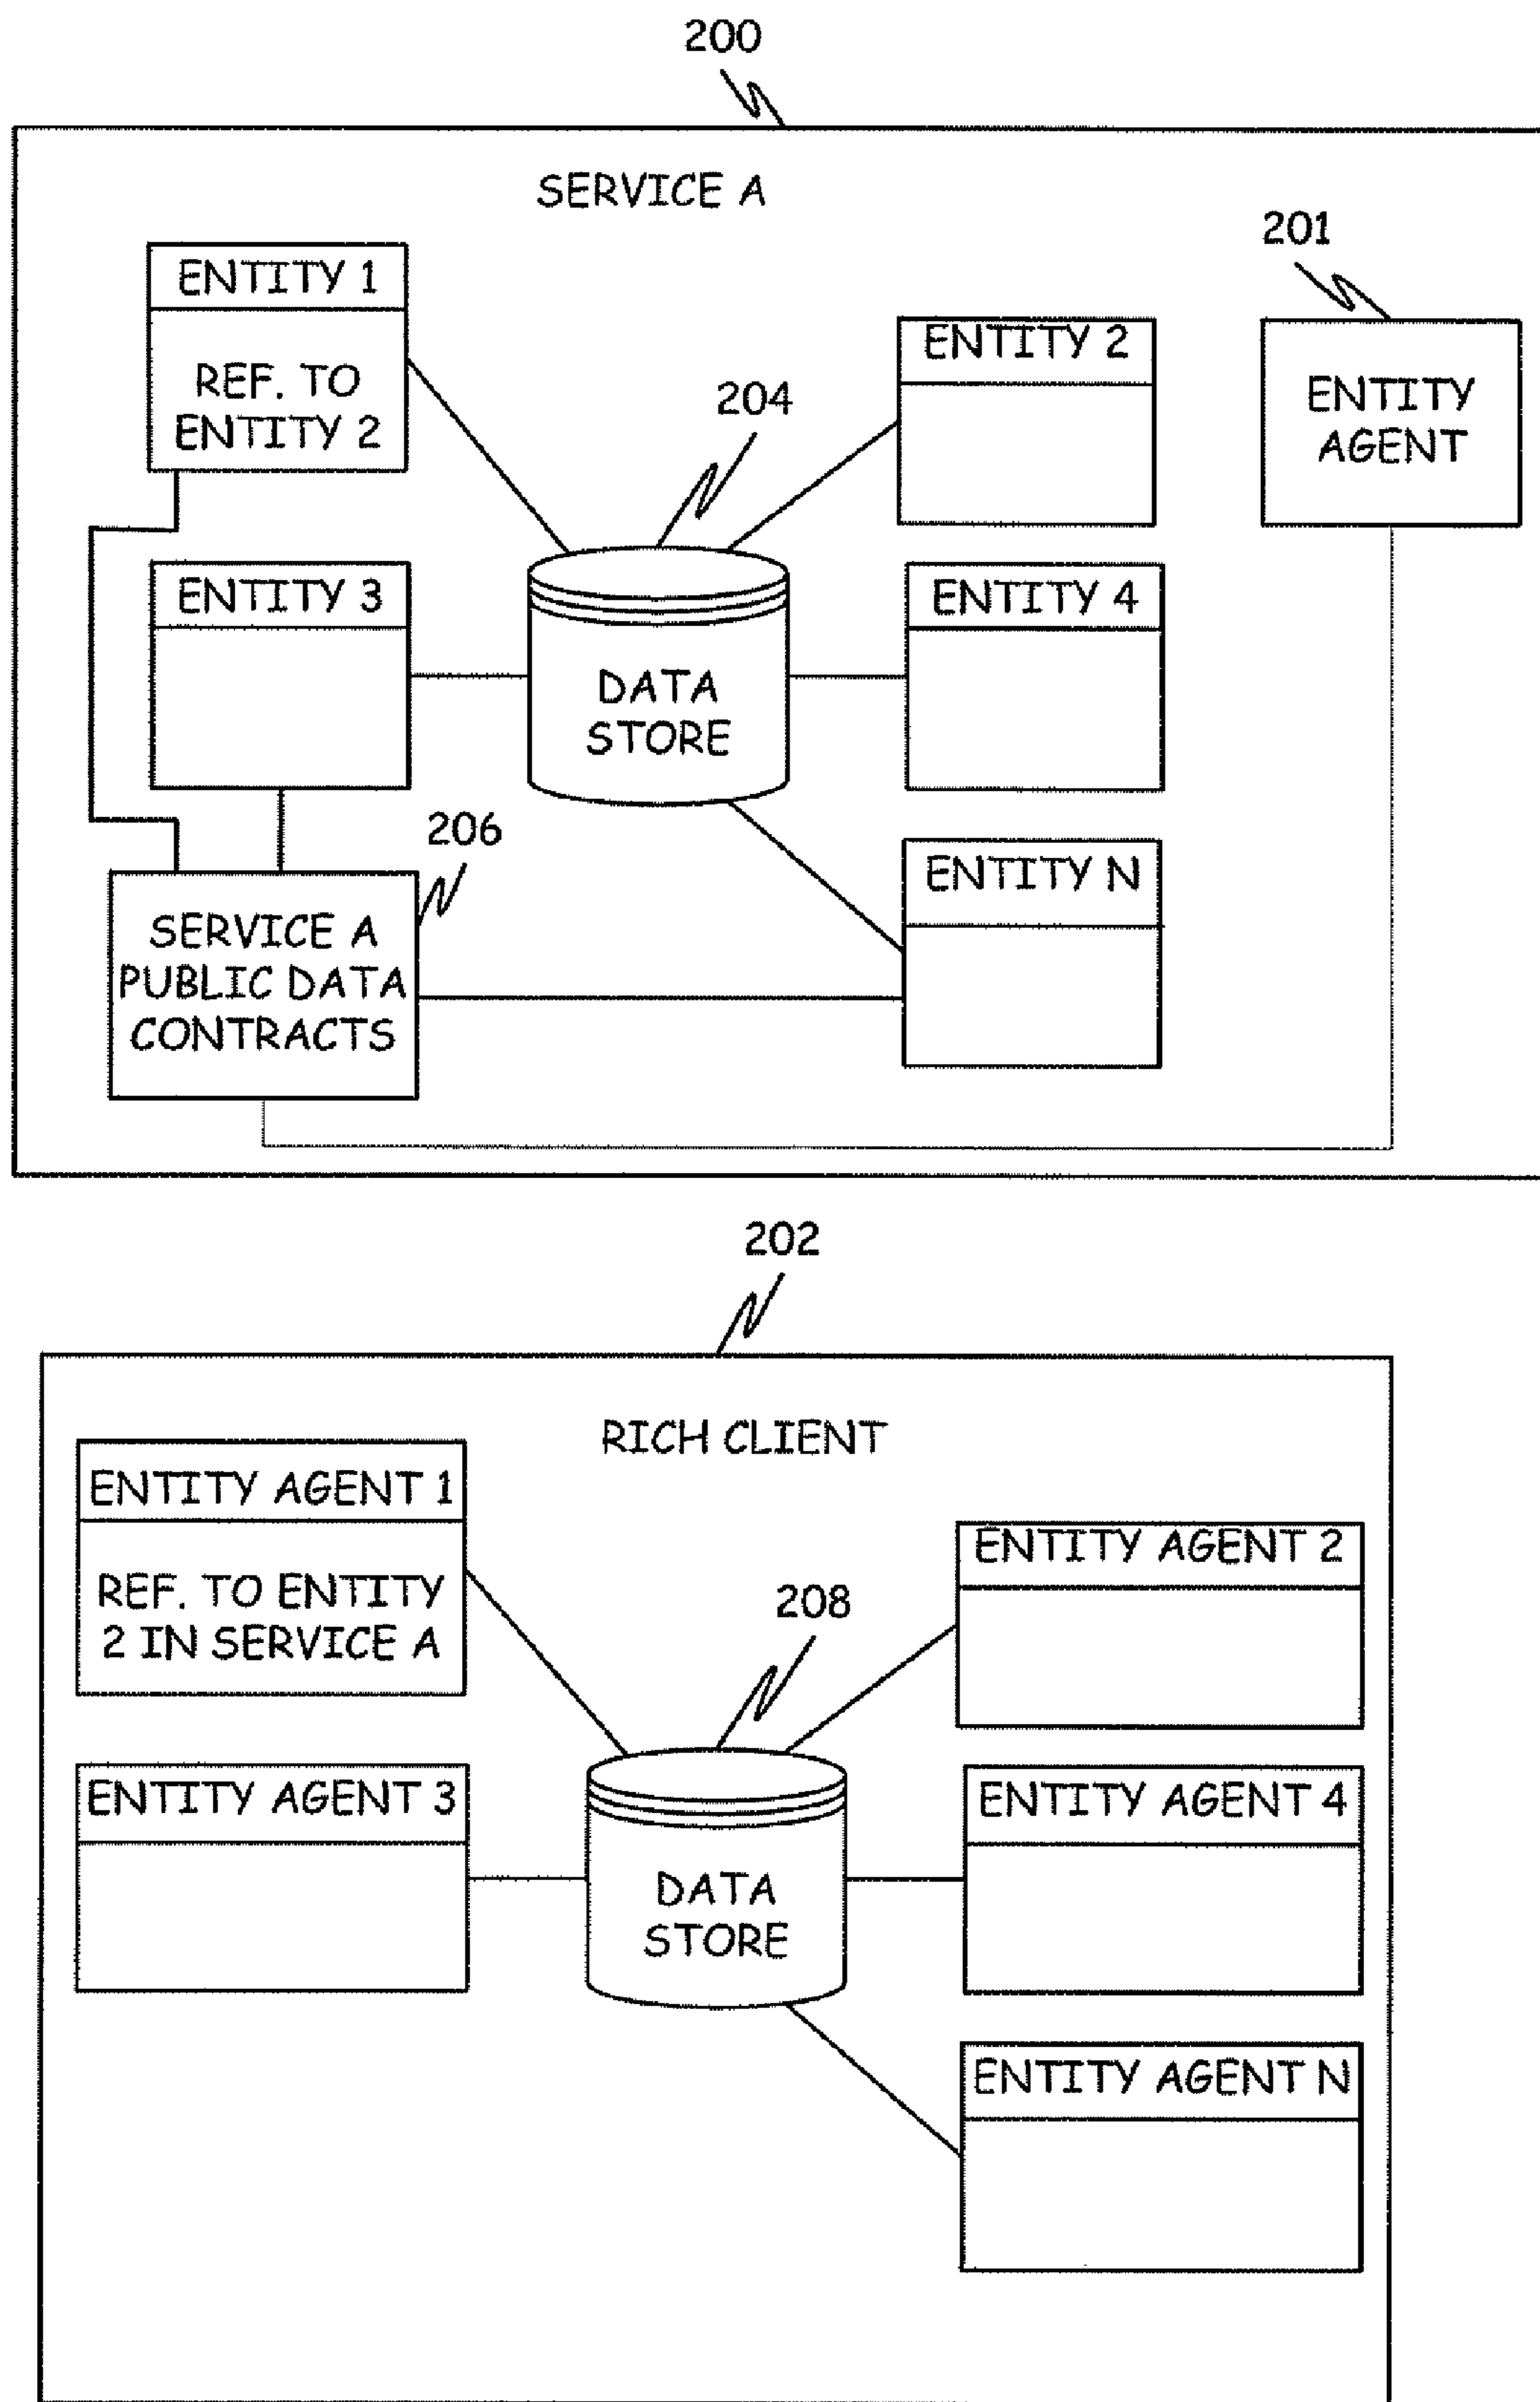 200
SERVICE A
201
ENTITY 1
REF. TO
ENTITY 2
ENTITY 2
ENTITY
AGENT
204
ENTITY 3
ENTITY 4
DATA
STORE
206
ENTITY N
SERVICE A
PUBLIC DATA
CONTRACTS
202
RICH CLIENT
ENTITY AGENT 1
REF. TO ENTITY
2 IN SERVICE A
ENTITY AGENT 2
208
ENTITY AGENT 3
ENTITY AGENT 4
DATA
STORE
ENTITY AGENT N